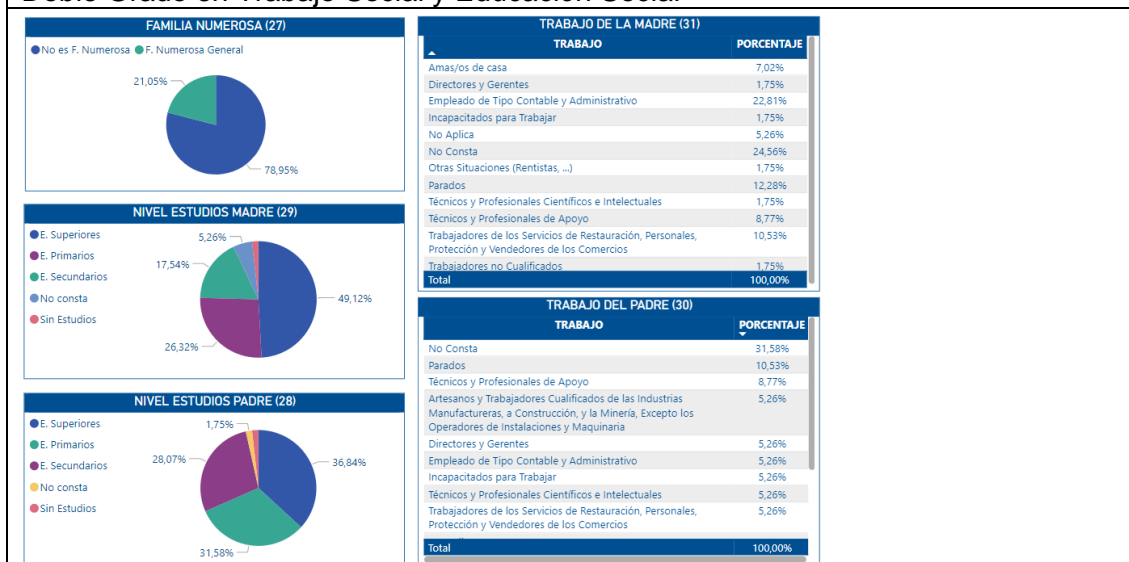 Doble Grado en Trabajo Social y Educación Social
FAMILIA NUMEROSA (27)
No es F. Numerosa F. Numerosa General
21,05%
78,95%
NIVEL ESTUDIOS MADRE (29)
E. Superiores
E. Primarios
E. Secundarios
No consta
Sin Estudios
5,26%
17,54%
49,12%
26,32%
NIVEL ESTUDIOS PADRE (28)
E. Superiores
E. Primarios
E. Secundarios
No consta
Sin Estudios
1,75%
28,07%
36,84%
31,58%
TRABAJO DE LA MADRE (31)
TRABAJO PORCENTAJE
Amas/os de casa 7,02%
Directores y Gerentes 1,75%
Empleado de Tipo Contable y Administrativo 22,81%
Incapacitados para Trabajar 1,75%
No Aplica 5,26%
No Consta 24,56%
Otras Situaciones (Rentistas, ...) 1,75%
Parados 12,28%
Técnicos y Profesionales Científicos e Intelectuales 1,75%
Técnicos y Profesionales de Apoyo 8,77%
Trabajadores de los Servicios de Restauración, Personales, 10,53%
Protección y Vendedores de los Comercios
Trabajadores no Cualificados 1,75%
Total 100,00%
TRABAJO DEL PADRE (30)
TRABAJO PORCENTAJE
No Consta 31,58%
Parados 10,53%
Técnicos y Profesionales de Apoyo 8,77%
Artesanos y Trabajadores Cualificados de las Industrias 5,26%
Manufactureras, a Construcción, y la Minería, Excepto los
Operadores de Instalaciones y Maquinaria
Directores y Gerentes 5,26%
Empleado de Tipo Contable y Administrativo 5,26%
Incapacitados para Trabajar 5,26%
Técnicos y Profesionales Científicos e Intelectuales 5,26%
Trabajadores de los Servicios de Restauración, Personales, 5,26%
Protección y Vendedores de los Comercios
Total 100,00%